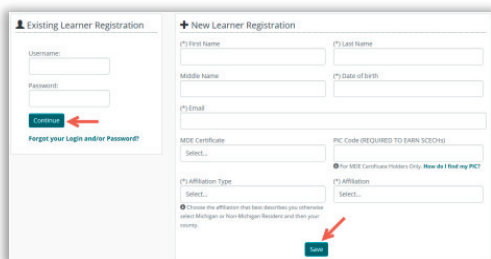 Existing Learner Registration
Username:
Password:
Continue
Forgot your Login and/or Password?
New Learner Registration
(*) First Name
(*) Last Name
Middle Name
(*) Date of birth
(*) Email
MDE Certificate
PIC Code (REQUIRED TO EARN SCECHs)
Select...
For MDE Certificate Holders Only. How do I find my PIC?
(*) Affiliation Type
(*) Affiliation
Select...
Select...
Choose the affiliation that best describes you otherwise
select Michigan or Non-Michigan Resident and then your
county.
Save